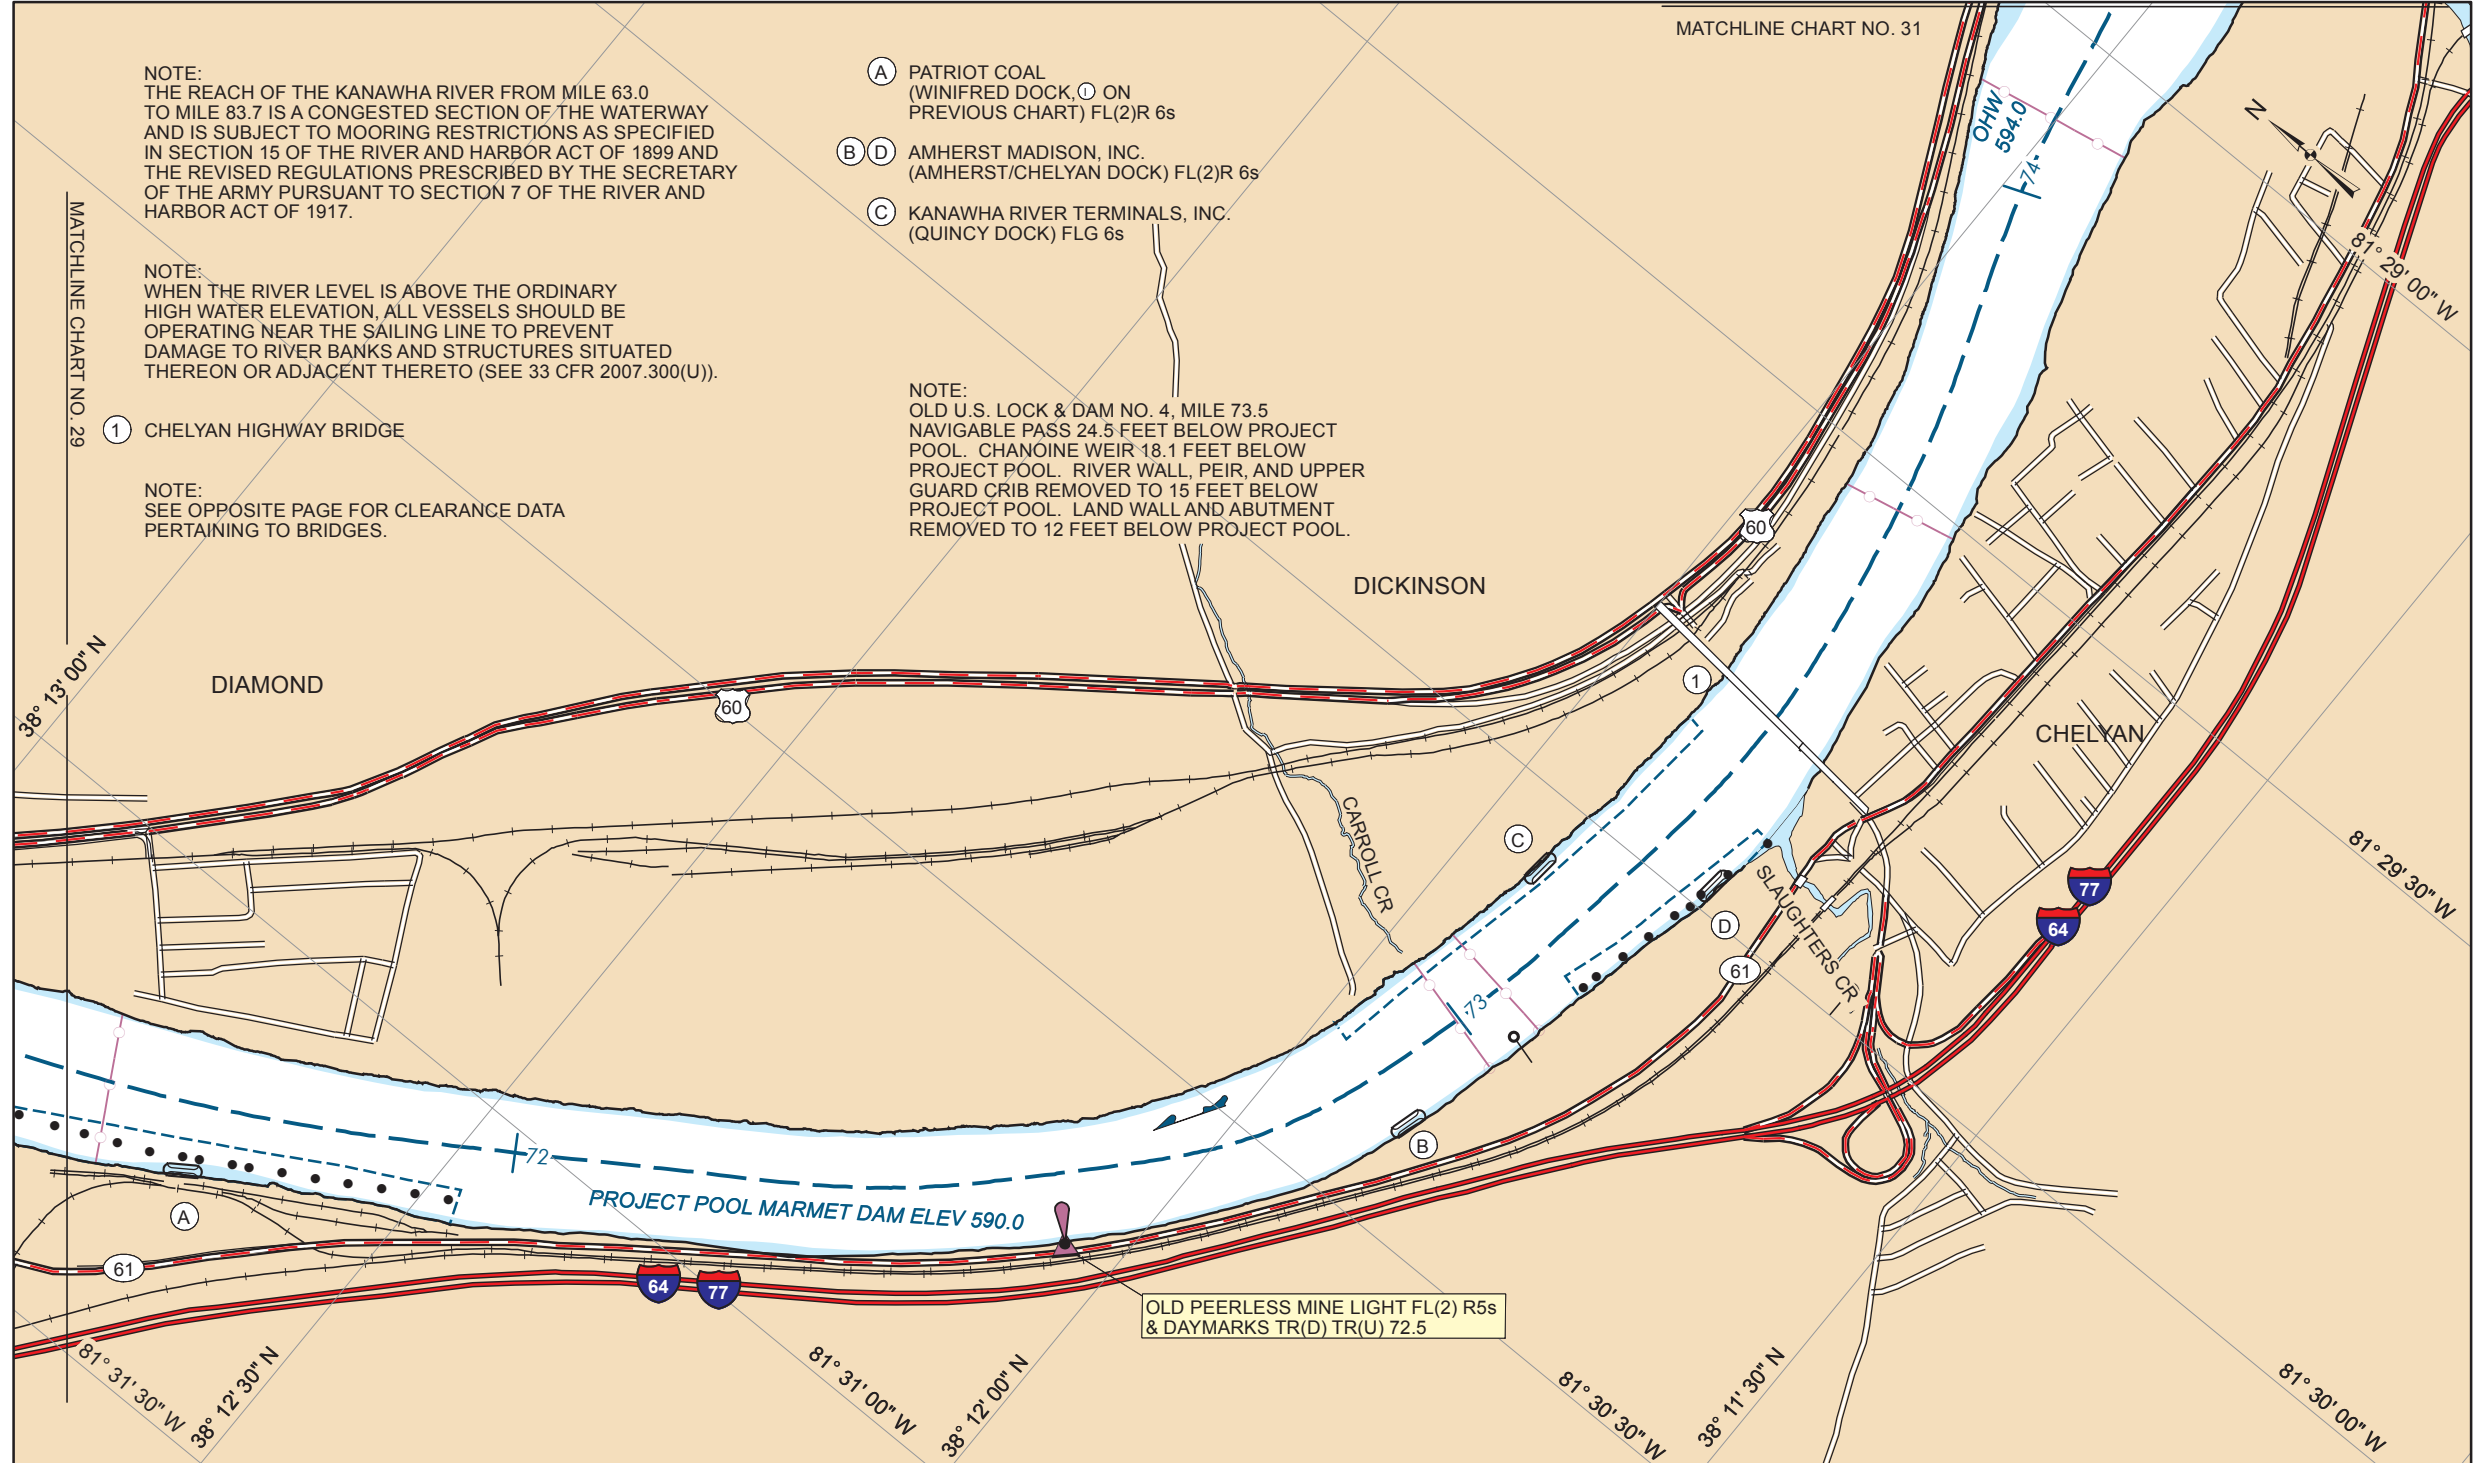 MATCHLINE CHART NO. 31
NOTE:
THE REACH OF THE KANAWHA RIVER FROM MILE 63.0
TO MILE 83.7 IS A CONGESTED SECTION OF THE WATERWAY
AND IS SUBJECT TO MOORING RESTRICTIONS AS SPECIFIED
IN SECTION 15 OF THE RIVER AND HARBOR ACT OF 1899 AND
THE REVISED REGULATIONS PRESCRIBED BY THE SECRETARY
OF THE ARMY PURSUANT TO SECTION 7 OF THE RIVER AND
HARBOR ACT OF 1917.
NOTE:
WHEN THE RIVER LEVEL IS ABOVE THE ORDINARY
HIGH WATER ELEVATION, ALL VESSELS SHOULD BE
OPERATING NEAR THE SAILING LINE TO PREVENT
DAMAGE TO RIVER BANKS AND STRUCTURES SITUATED
THEREON OR ADJACENT THERETO (SEE 33 CFR 2007.300(U)).
1 CHELYAN HIGHWAY BRIDGE
NOTE:
SEE OPPOSITE PAGE FOR CLEARANCE DATA
PERTAINING TO BRIDGES.
MATCHLINE CHART NO. 29
A PATRIOT COAL
(WINIFRED DOCK, I ON
PREVIOUS CHART) FL(2)R 6s
B D AMHERST MADISON, INC.
(AMHERST/CHELYAN DOCK) FL(2)R 6s
C KANAWHA RIVER TERMINALS, INC.
(QUINCY DOCK) FLG 6s
NOTE:
OLD U.S. LOCK & DAM NO. 4, MILE 73.5
NAVIGABLE PASS 24.5 FEET BELOW PROJECT
POOL. CHANOINE WEIR 18.1 FEET BELOW
PROJECT POOL. RIVER WALL, PEIR, AND UPPER
GUARD CRIB REMOVED TO 15 FEET BELOW
PROJECT POOL. LAND WALL AND ABUTMENT
REMOVED TO 12 FEET BELOW PROJECT POOL.
OHW
594.0
74
N
81° 29' 00" W
60
DICKINSON
38° 13' 00" N
DIAMOND
60
1
CHELYAN
CARROLL CR
C
D
SLAUGHTERS CR
61
77
64
81° 29' 30" W
73
B
72
PROJECT POOL MARMET DAM ELEV 590.0
A
61
64
77
OLD PEERLESS MINE LIGHT FL(2) R5s
& DAYMARKS TR(D) TR(U) 72.5
81° 31' 30" W
38° 12' 30" N
81° 31' 00" W
38° 12' 00" N
81° 30' 30" W
38° 11' 30" N
81° 30' 00" W